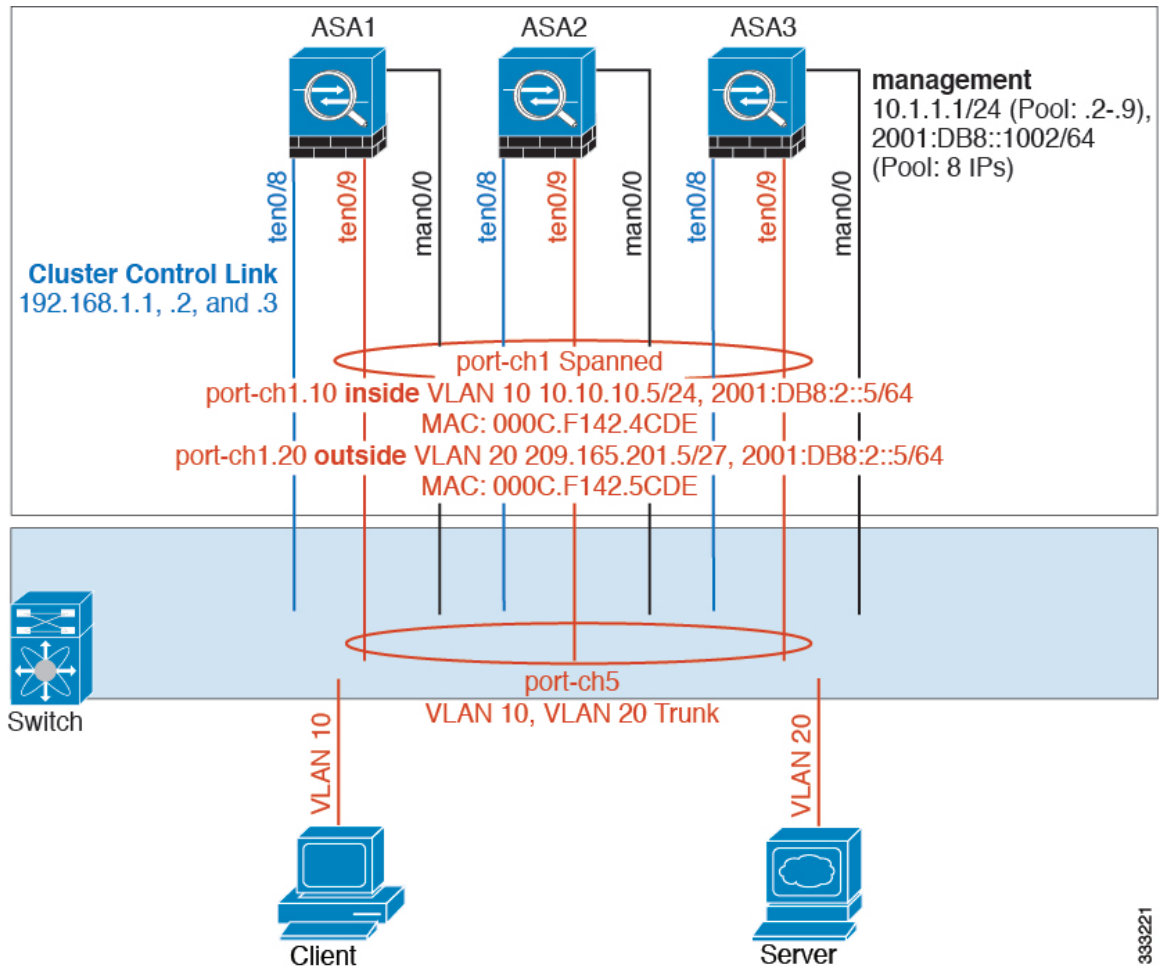 ASA1
ASA2
ASA3
management
10.1.1.1/24 (Pool: .2-.9),
2001:DB8::1002/64
(Pool: 8 IPs)
ten0/8
ten0/9
man0/0
ten0/8
ten0/9
man0/0
ten0/8
ten0/9
man0/0
Cluster Control Link
192.168.1.1, .2, and .3
port-ch1 Spanned
port-ch1.10 inside VLAN 10 10.10.10.5/24, 2001:DB8:2::5/64
MAC: 000C.F142.4CDE
port-ch1.20 outside VLAN 20 209.165.201.5/27, 2001:DB8:2::5/64
MAC: 000C.F142.5CDE
Switch
port-ch5
VLAN 10, VLAN 20 Trunk
VLAN 10
VLAN 20
Client
Server
333221